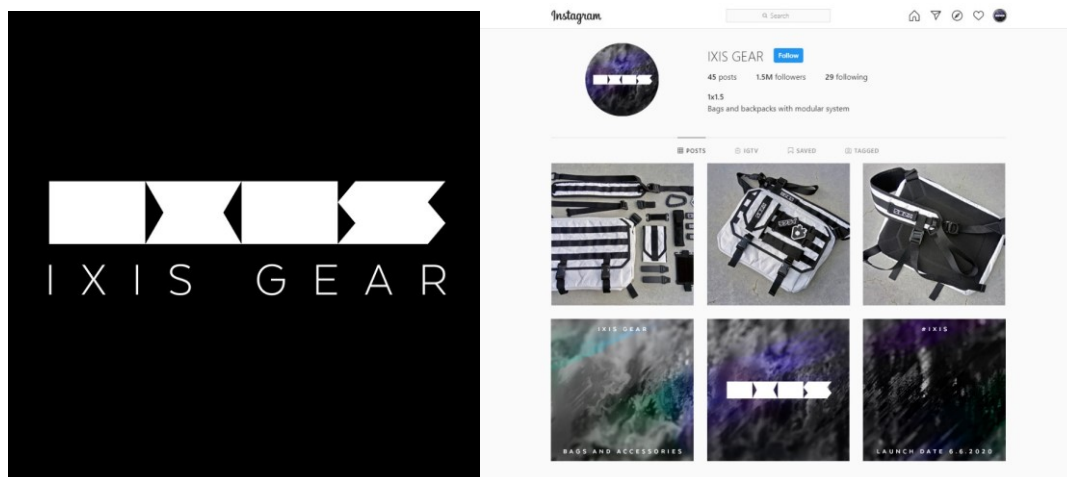 IXIS GEAR
Instagram
Search
IXIS GEAR Follow
45 posts 1.5M followers 29 following
1x1.5
Bags and backpacks with modular system
POSTS IGTV SAVED TAGGED
IXIS GEAR
BAGS AND ACCESSORIES
#IXIS
LAUNCH DATE 6.6.2020